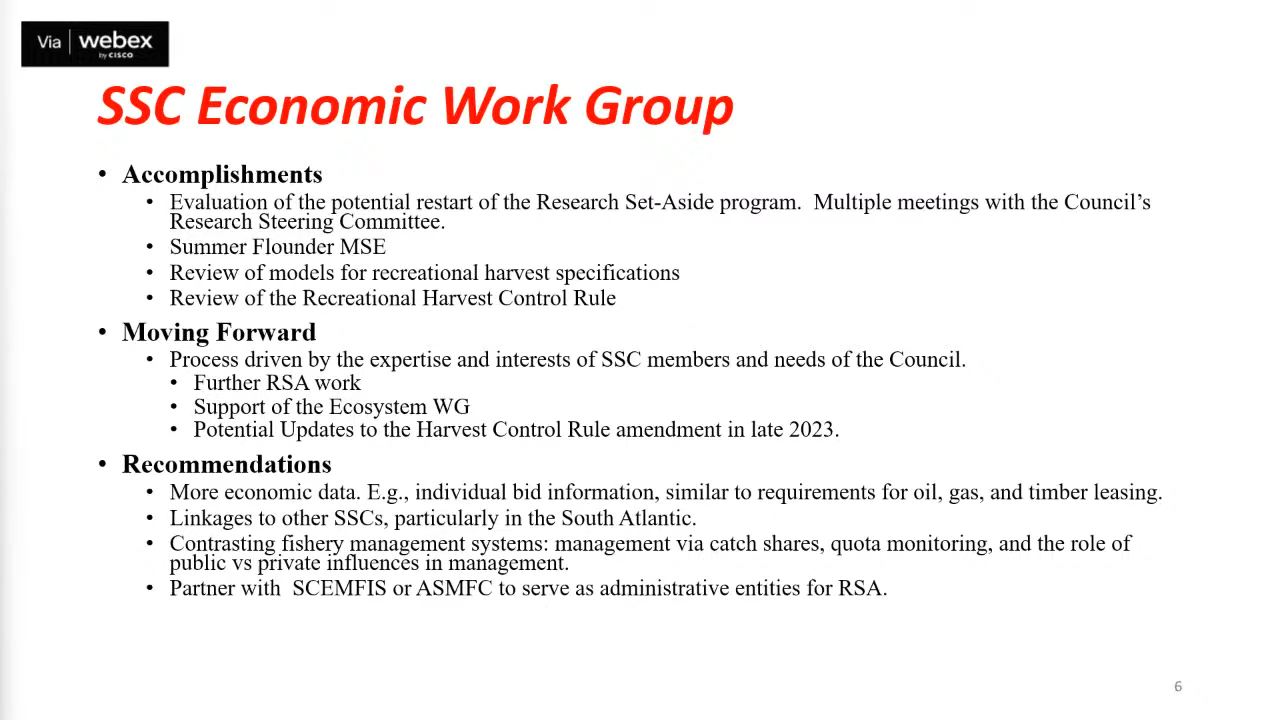 Via | webex
by CISCO
SSC Economic Work Group
• Accomplishments
• Evaluation of the potential restart of the Research Set-Aside program.  Multiple meetings with the Council's
Research Steering Committee.
• Summer Flounder MSE
• Review of models for recreational harvest specifications
• Review of the Recreational Harvest Control Rule
• Moving Forward
• Process driven by the expertise and interests of SSC members and needs of the Council.
• Further RSA work
• Support of the Ecosystem WG
• Potential Updates to the Harvest Control Rule amendment in late 2023.
• Recommendations
• More economic data. E.g., individual bid information, similar to requirements for oil, gas, and timber leasing.
• Linkages to other SSCs, particularly in the South Atlantic.
• Contrasting fishery management systems: management via catch shares, quota monitoring, and the role of
public vs private influences in management.
• Partner with  SCEMFIS or ASMFC to serve as administrative entities for RSA.
6